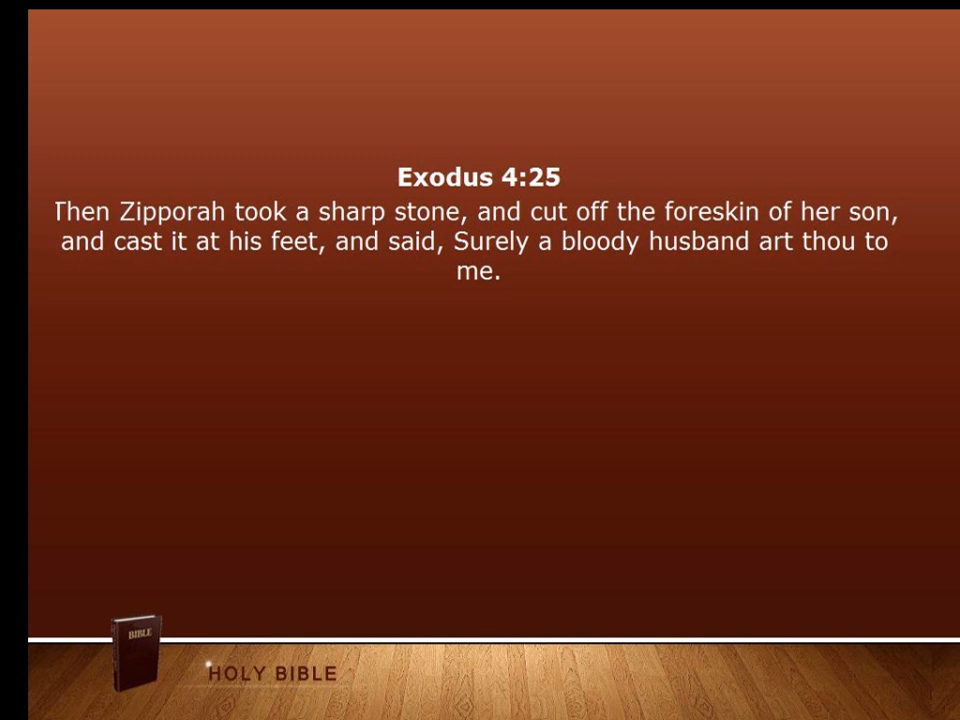 Exodus 4:25
Then Zipporah took a sharp stone, and cut off the foreskin of her son,
and cast it at his feet, and said, Surely a bloody husband art thou to
me.
BIBLE
HOLY BIBLE